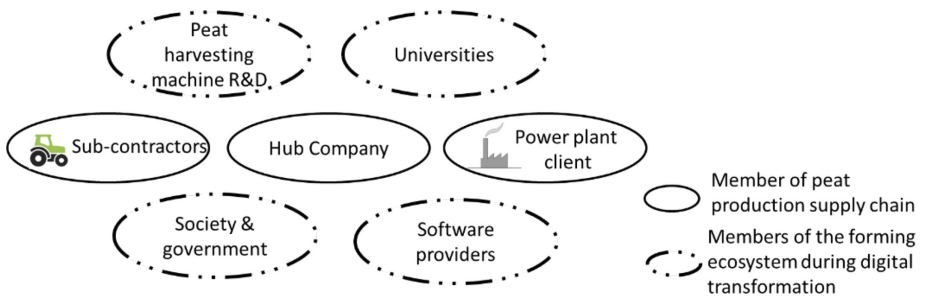 Peat
harvesting
machine R&D
Universities
Sub-contractors
Hub Company
Power plant
client
Society &
government
Software
providers
Member of peat
production supply chain
Members of the forming
ecosystem during digital
transformation